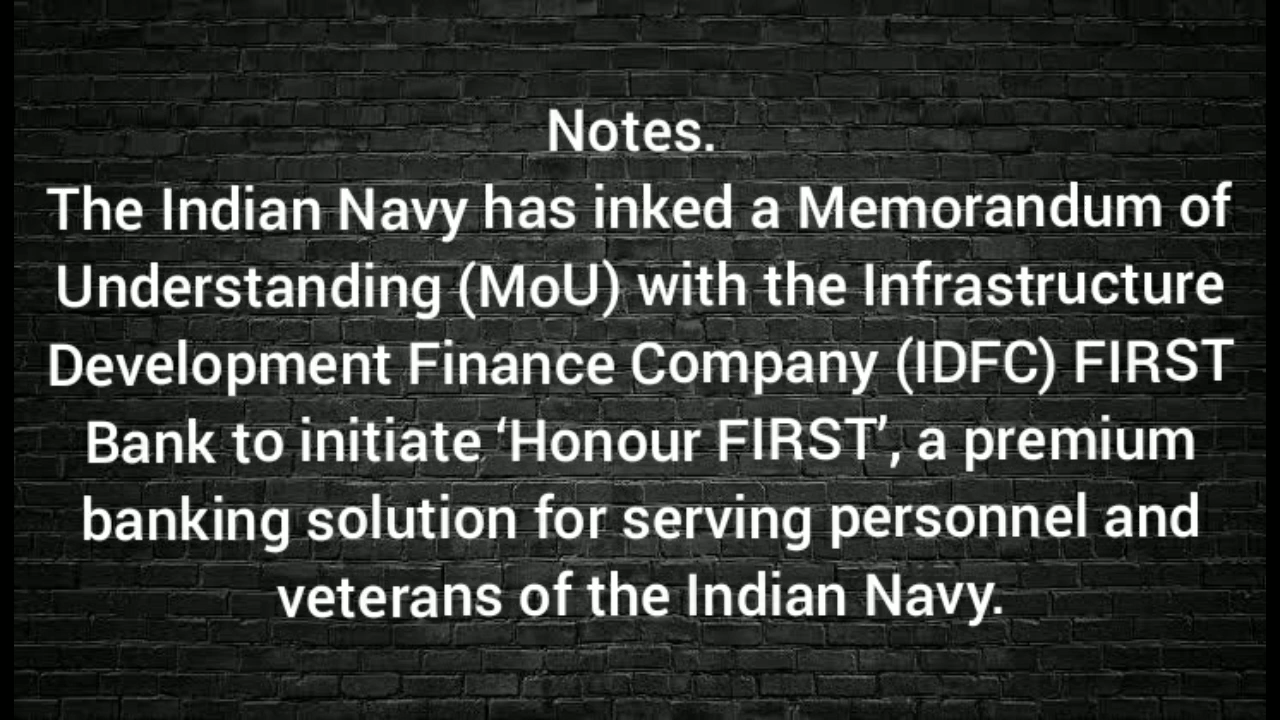 Notes.
The Indian Navy has inked a Memorandum of
Understanding (MoU) with the Infrastructure
Development Finance Company (IDFC) FIRST
Bank to initiate ‘Honour FIRST’, a premium
banking solution for serving personnel and
veterans of the Indian Navy.